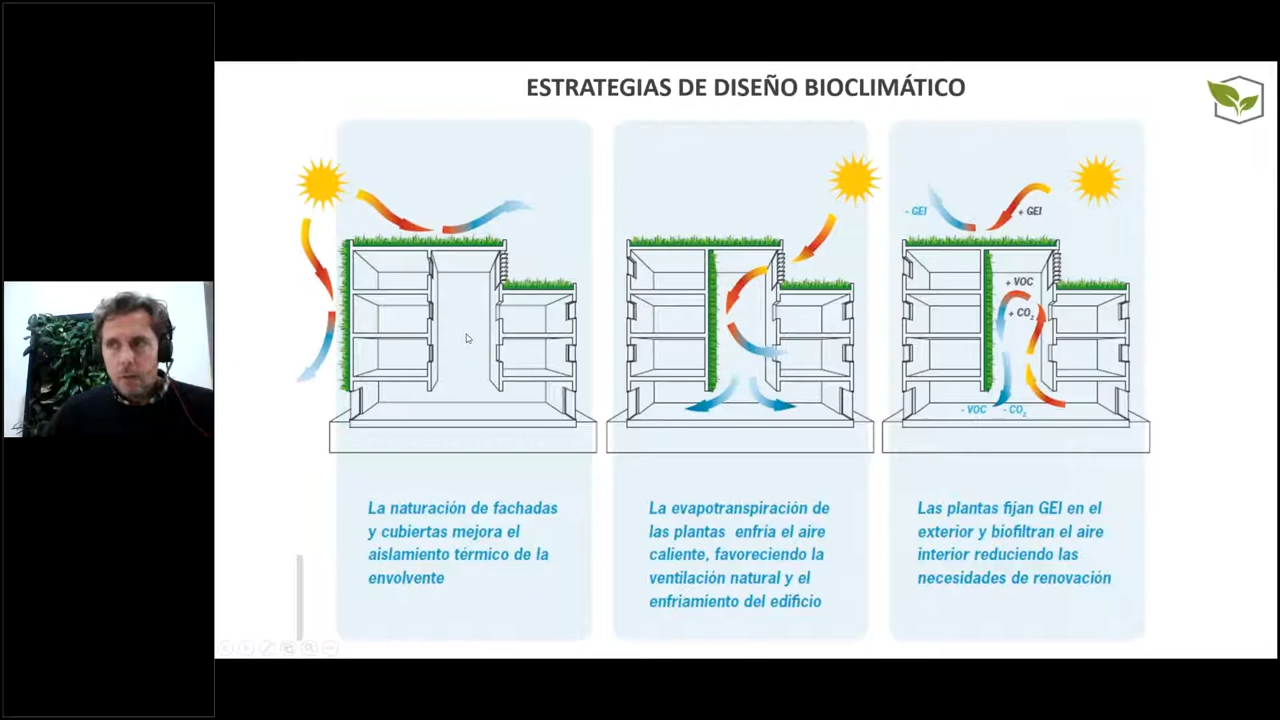 ESTRATEGIAS DE DISEÑO BIOCLIMÁTICO
- GEI
+ GEI
+ VOC
+ CO2
- VOC - CO2
La naturación de fachadas
y cubiertas mejora el
aislamiento térmico de la
envolvente
La evapotranspiración de
las plantas enfría el aire
caliente, favoreciendo la
ventilación natural y el
enfriamiento del edificio
Las plantas fijan GEI en el
exterior y biofiltran el aire
interior reduciendo las
necesidades de renovación